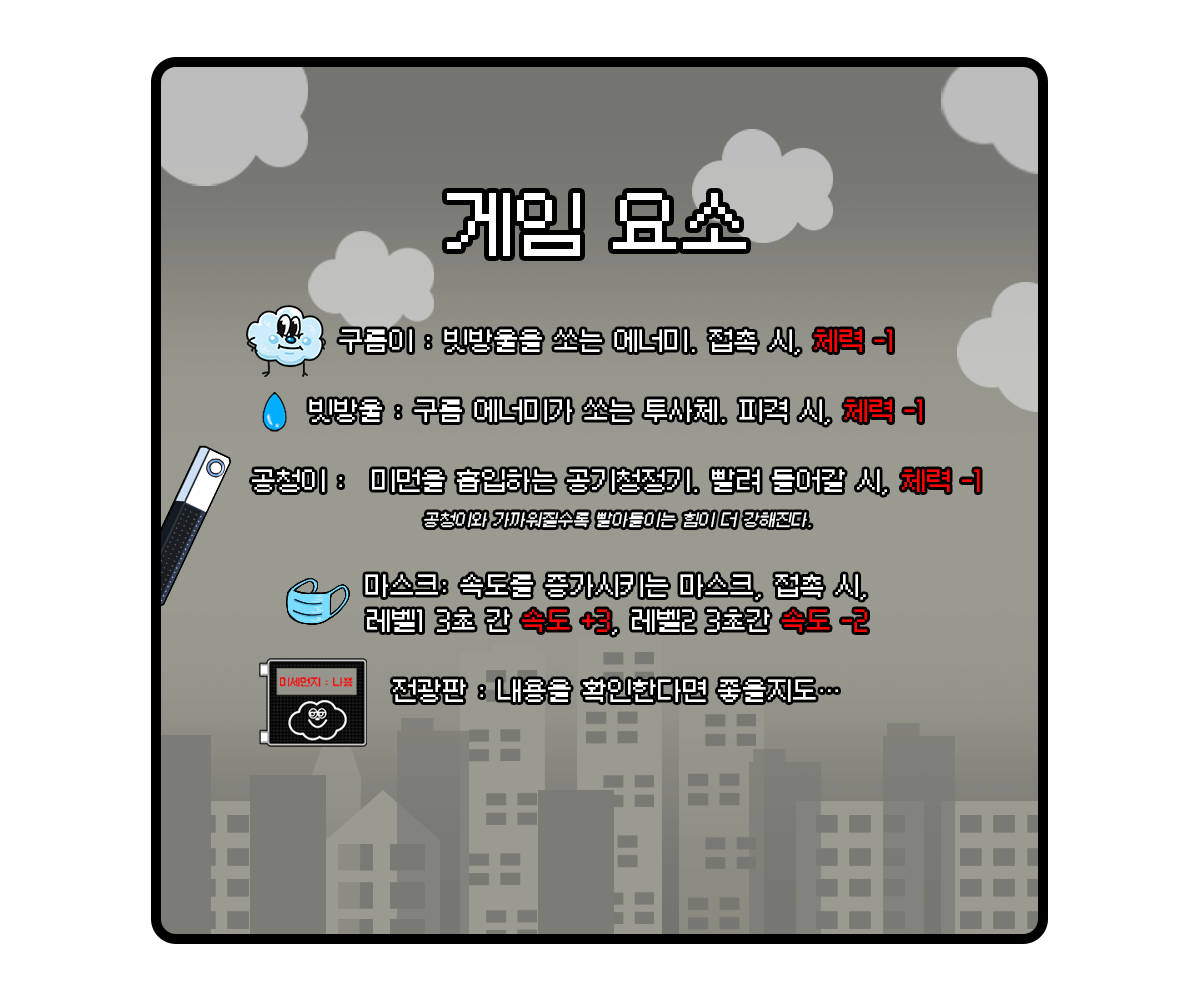 게임 요소
구름이 : 빗방울을 쏘는 에너미. 접촉 시, 체력 -1
빗방울 : 구름 에너미가 쏘는 투사체. 피격 시, 체력 -1
공청이 : 미먼을 흡입하는 공기청정기. 빨려 들어갈 시, 체력 -1
공청이와 가까워질수록 빨아들이는 힘이 더 강해진다.
마스크: 속도를 증가시키는 마스크, 접촉 시,
레벨1 3초 간 속도 +3, 레벨2 3초간 속도 -2
미세먼지 : 나쁨
전광판 : 내용을 확인한다면 좋을지도…